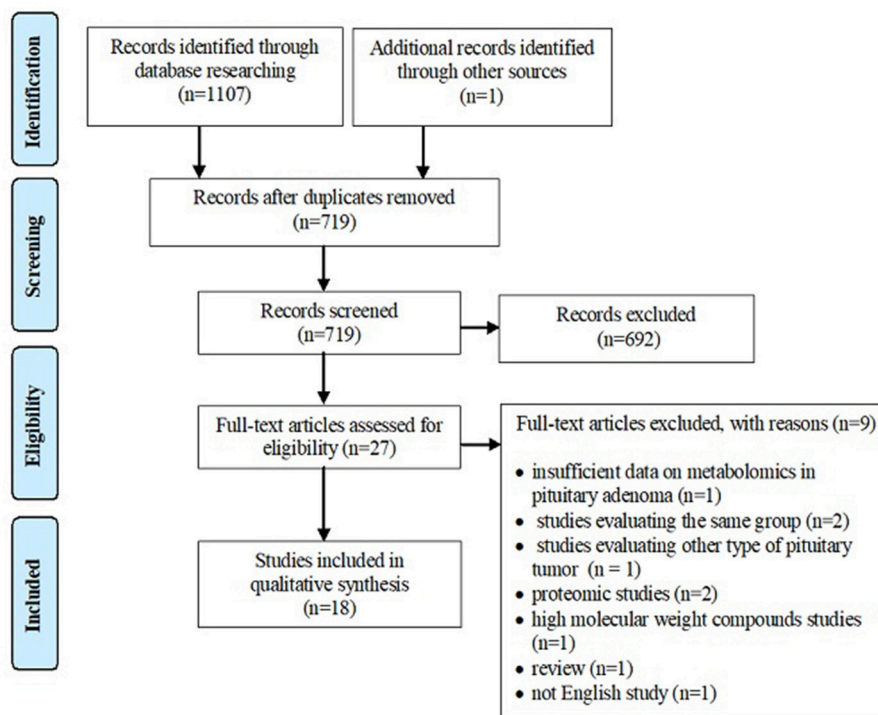 Identification
Records identified through
database researching
(n=1107)
Additional records identified
through other sources
(n=1)
Screening
Records after duplicates removed
(n=719)
Records screened
(n=719)
Records excluded
(n=692)
Eligibility
Full-text articles assessed for
eligibility (n=27)
Full-text articles excluded, with reasons (n=9)
• insufficient data on metabolomics in
pituitary adenoma (n=1)
• studies evaluating the same group (n=2)
• studies evaluating other type of pituitary
tumor (n = 1)
• proteomic studies (n=2)
• high molecular weight compounds studies
(n=1)
• review (n=1)
• not English study (n=1)
Included
Studies included in
qualitative synthesis
(n=18)